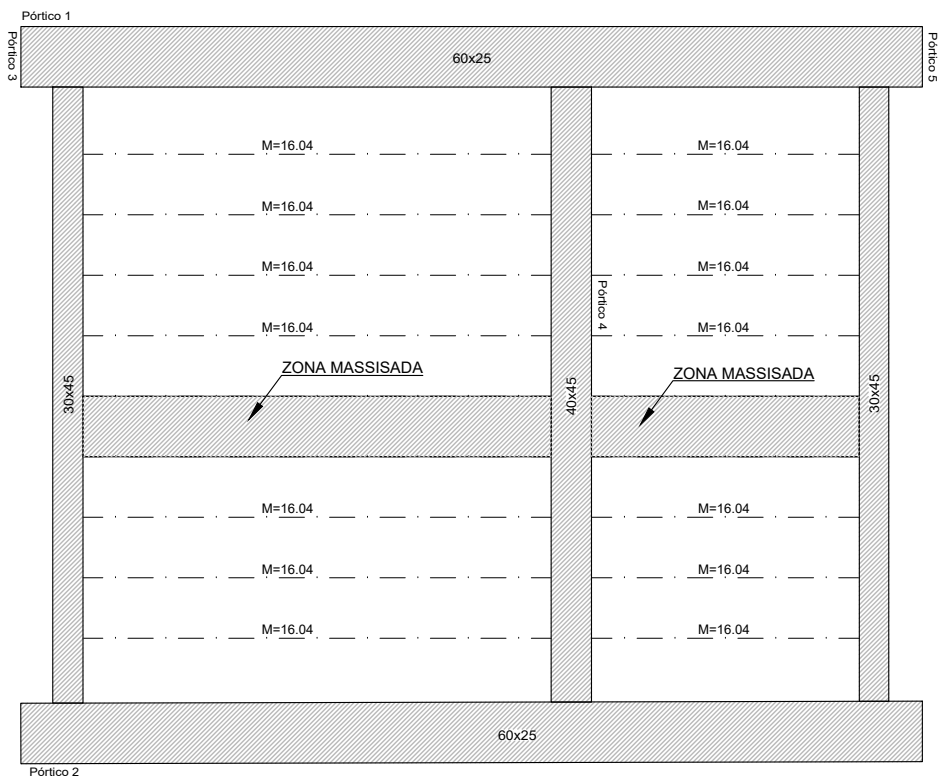 Pórtico 1
Pórtico 3
60x25
Pórtico 5
M=16.04
M=16.04
M=16.04
M=16.04
M=16.04
M=16.04
Pórtico 4
M=16.04
M=16.04
ZONA MASSISADA
ZONA MASSISADA
30x45
40x45
30x45
M=16.04
M=16.04
M=16.04
M=16.04
M=16.04
M=16.04
60x25
Pórtico 2